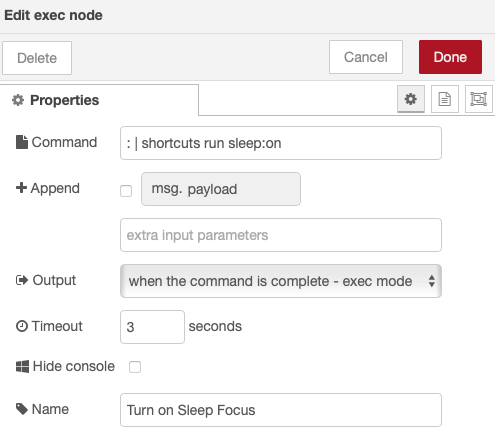 Edit exec node
Delete Cancel Done
Properties
Command : | shortcuts run sleep:on
Append msg. payload
extra input parameters
Output when the command is complete - exec mode
Timeout 3 seconds
Hide console
Name Turn on Sleep Focus